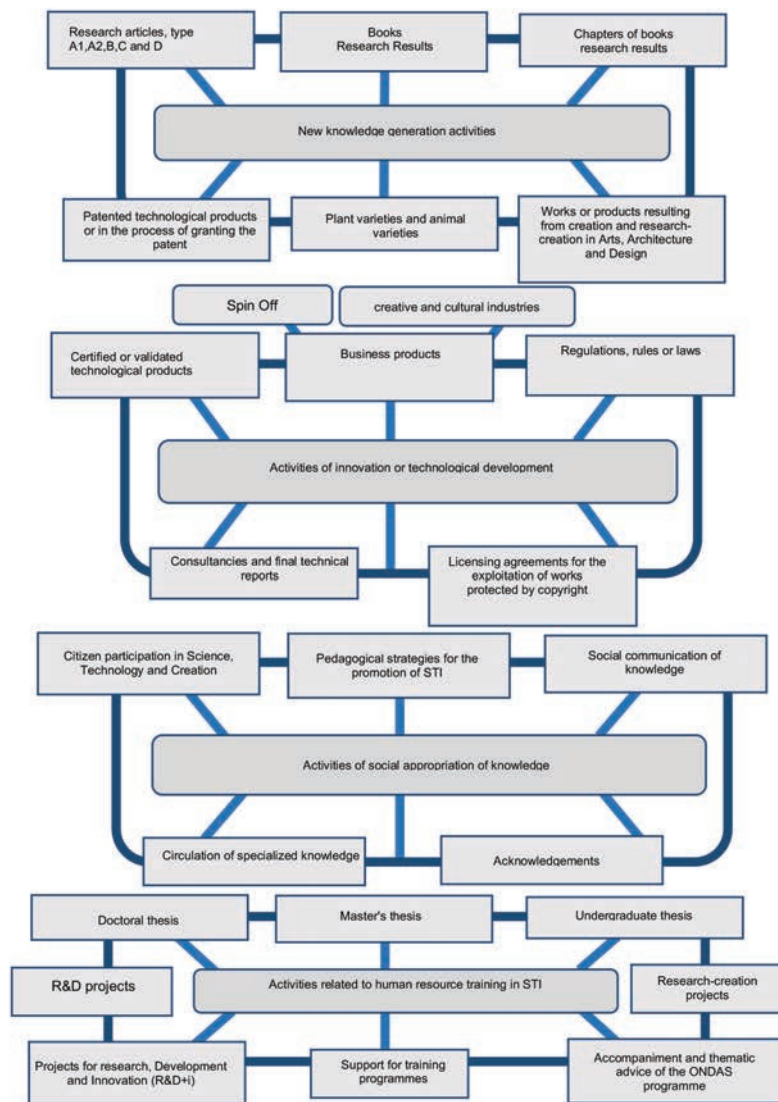 Research articles, type
A1,A2,B,C and D
Books
Research Results
Chapters of books
research results
New knowledge generation activities
Patented technological products
or in the process of granting the
patent
Plant varieties and animal
varieties
Works or products resulting
from creation and research-
creation in Arts, Architecture
and Design
Spin Off
creative and cultural industries
Certified or validated
technological products
Business products
Regulations, rules or laws
Activities of innovation or technological development
Consultancies and final technical
reports
Licensing agreements for the
exploitation of works
protected by copyright
Citizen participation in Science,
Technology and Creation
Pedagogical strategies for the
promotion of STI
Social communication of
knowledge
Activities of social appropriation of knowledge
Circulation of specialized knowledge
Acknowledgements
Doctoral thesis
Master's thesis
Undergraduate thesis
R&D projects
Activities related to human resource training in STI
Research-creation
projects
Projects for research, Development
and Innovation (R&D+i)
Support for training
programmes
Accompaniment and thematic
advice of the ONDAS
programme